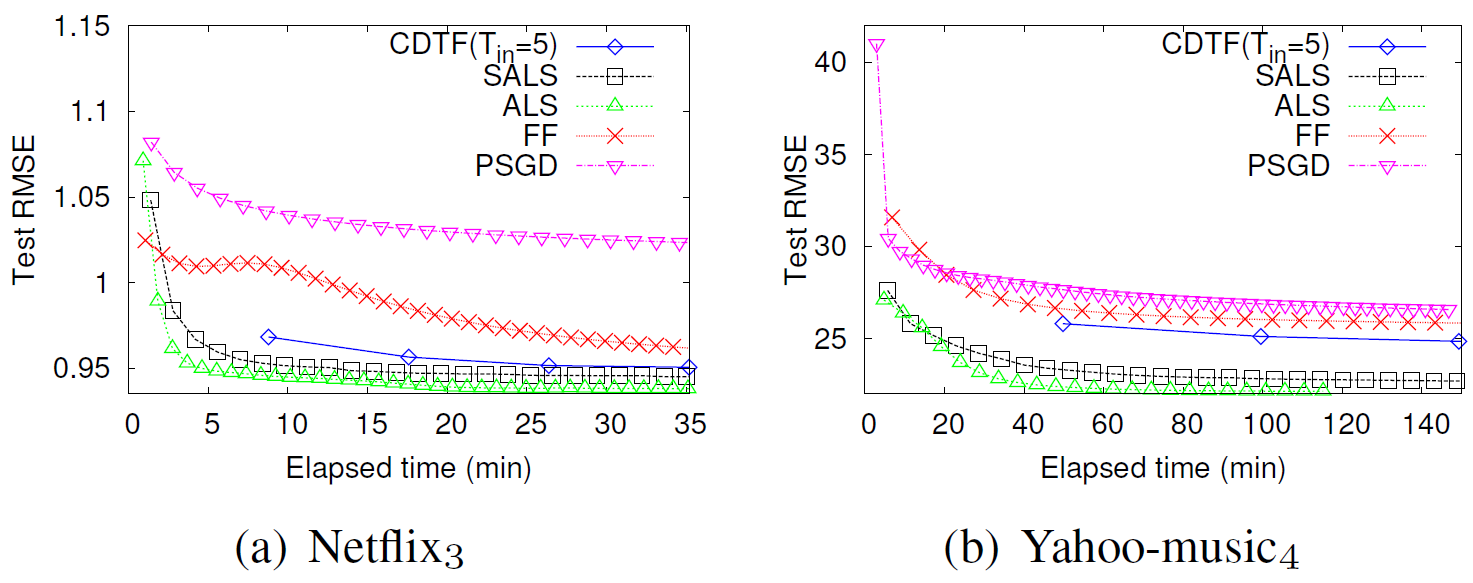 1.15
1.1
1.05
1
0.95
Test RMSE
CDTF(Tin=5)
SALS
ALS
FF
PSGD
0 5 10 15 20 25 30 35
Elapsed time (min)
(a) Netflix3
40
35
30
25
Test RMSE
CDTF(Tin=5)
SALS
ALS
FF
PSGD
0 20 40 60 80 100 120 140
Elapsed time (min)
(b) Yahoo-music4